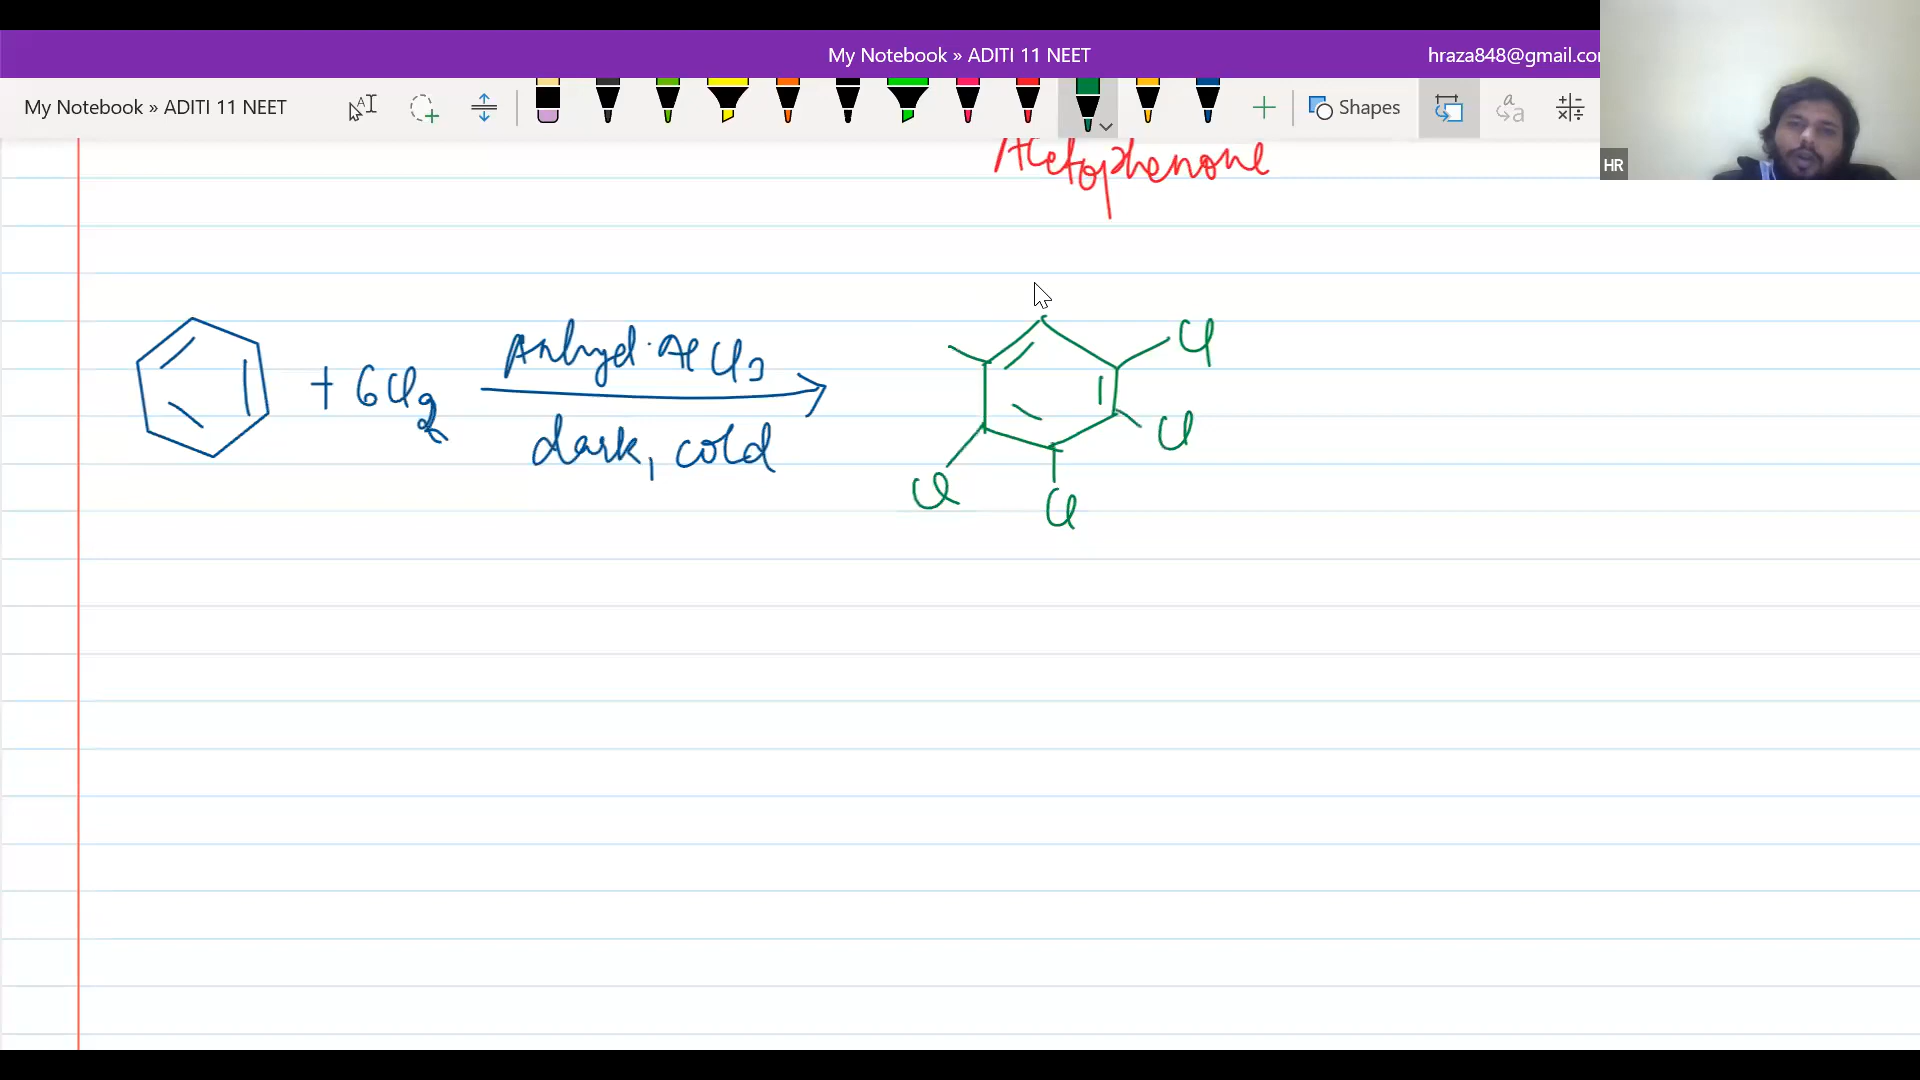 My Notebook » ADITI 11 NEET
hraza848@gmail.co
My Notebook » ADITI 11 NEET
Shapes
HR
Acetophenone
+ 6Cl2
Anhyd. AlCl3
dark, cold
Cl
Cl
Cl
Cl